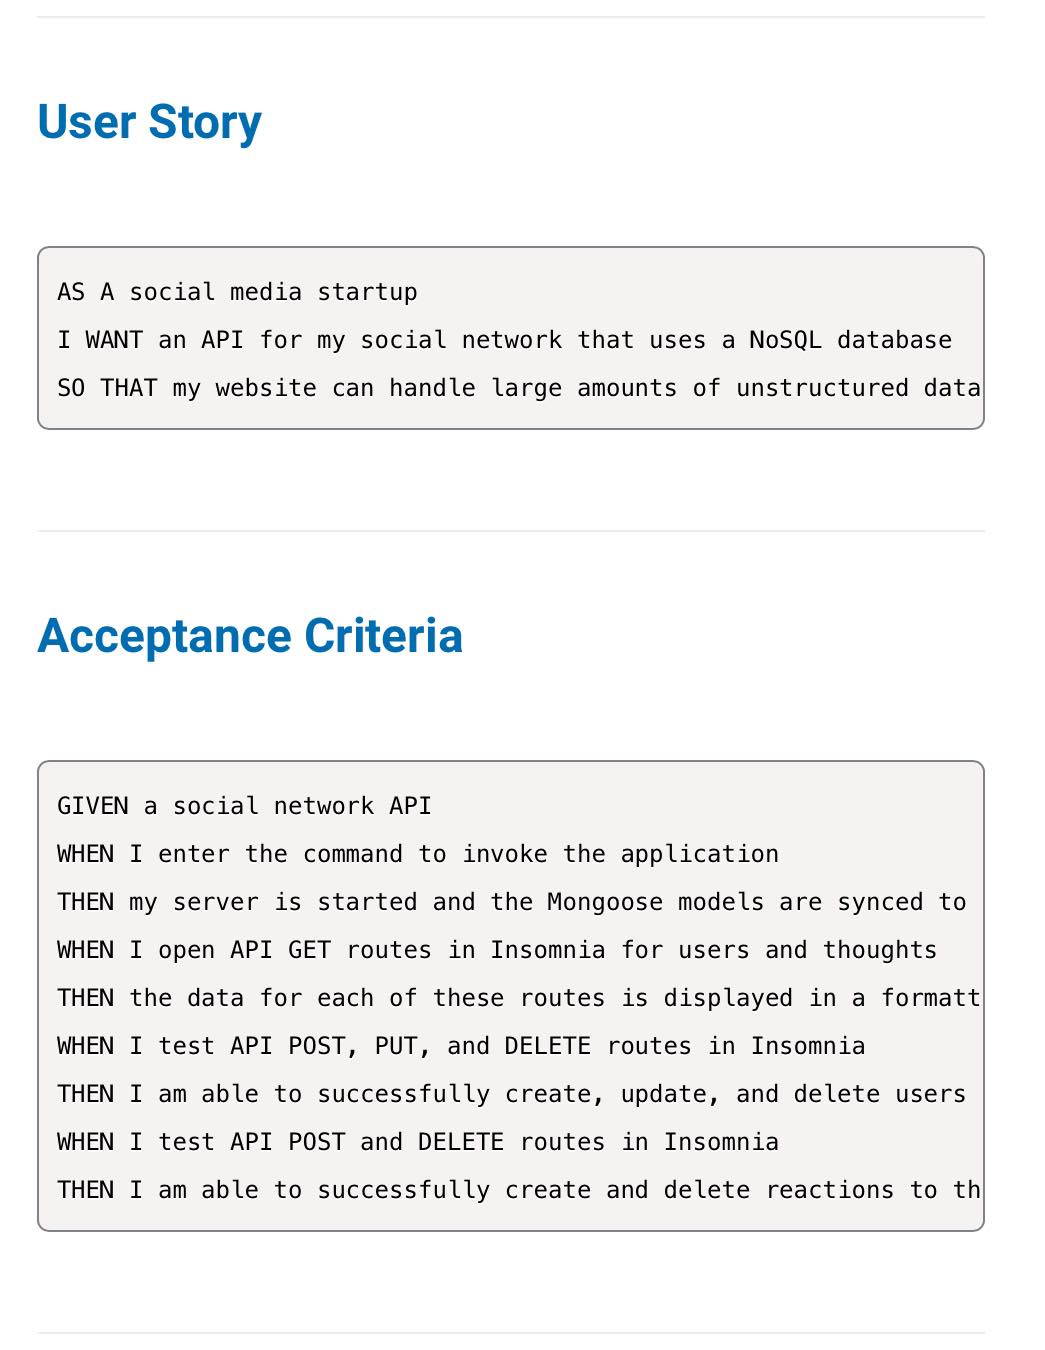 User Story
AS A social media startup
I WANT an API for my social network that uses a NoSQL database
SO THAT my website can handle large amounts of unstructured data
Acceptance Criteria
GIVEN a social network API
WHEN I enter the command to invoke the application
THEN my server is started and the Mongoose models are synced to
WHEN I open API GET routes in Insomnia for users and thoughts
THEN the data for each of these routes is displayed in a formatt
WHEN I test API POST, PUT, and DELETE routes in Insomnia
THEN I am able to successfully create, update, and delete users
WHEN I test API POST and DELETE routes in Insomnia
THEN I am able to successfully create and delete reactions to th